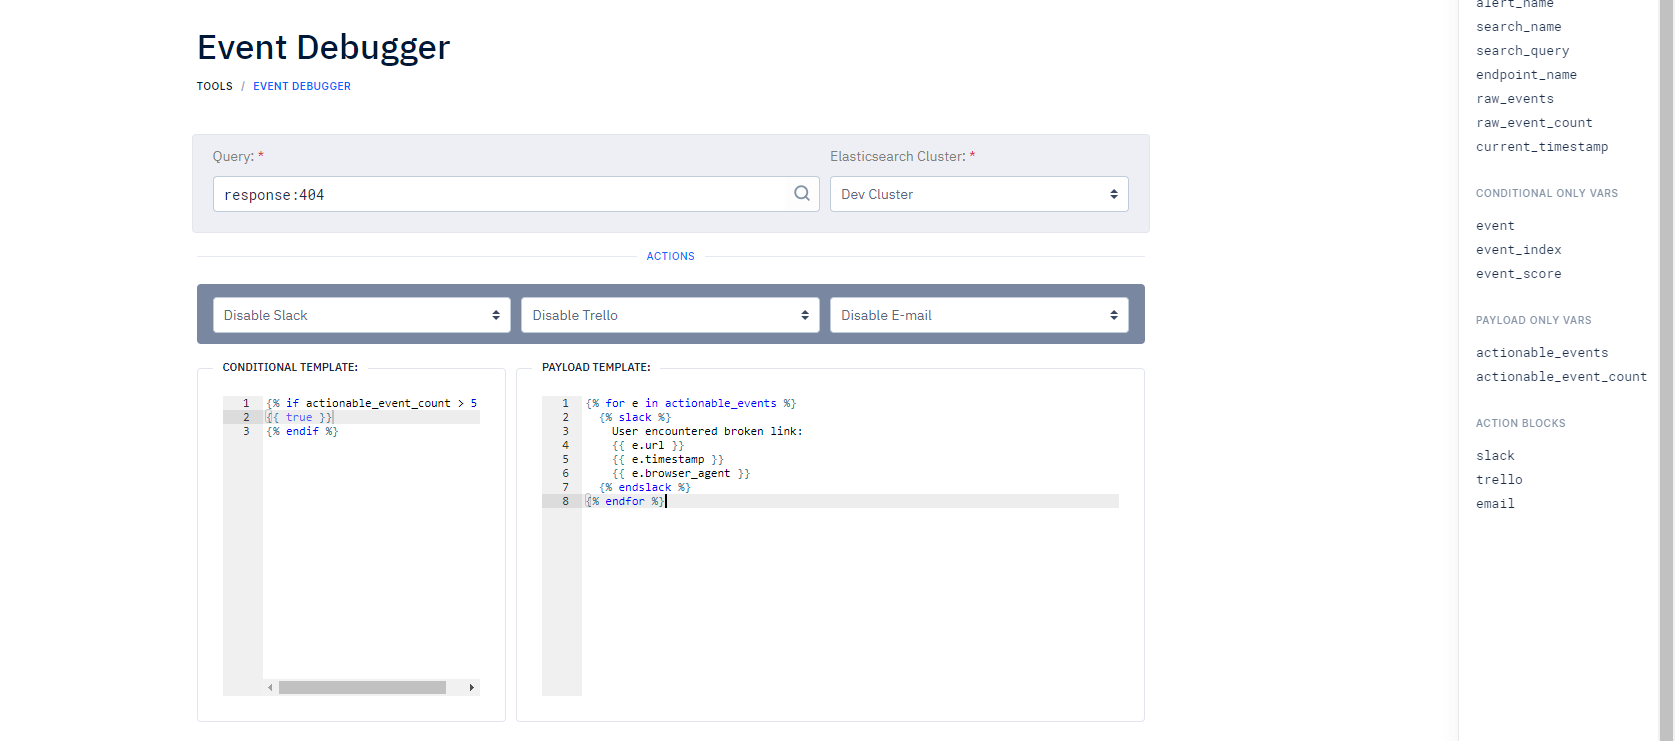 Event Debugger
TOOLS / EVENT DEBUGGER
Query: *
Elasticsearch Cluster: *
response:404
Dev Cluster
ACTIONS
Disable Slack
Disable Trello
Disable E-mail
CONDITIONAL TEMPLATE:
1 {% if actionable_event_count > 5
2 {{ true }}
3 {% endif %}
PAYLOAD TEMPLATE:
1 {% for e in actionable_events %}
2 {% slack %}
3 User encountered broken link:
4 {{ e.url }}
5 {{ e.timestamp }}
6 {{ e.browser_agent }}
7 {% endslack %}
8 {% endfor %}
alert_name
search_name
search_query
endpoint_name
raw_events
raw_event_count
current_timestamp
CONDITIONAL ONLY VARS
event
event_index
event_score
PAYLOAD ONLY VARS
actionable_events
actionable_event_count
ACTION BLOCKS
slack
trello
email